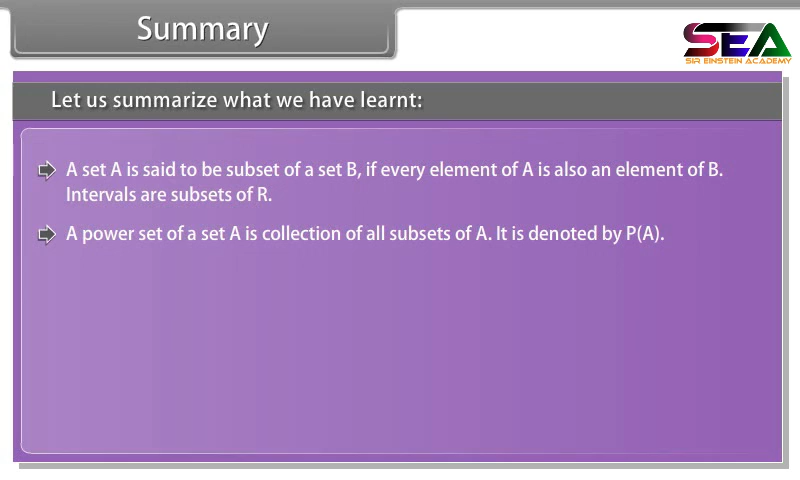 Summary
SEA
SIR EINSTEIN ACADEMY
Let us summarize what we have learnt:
A set A is said to be subset of a set B, if every element of A is also an element of B.
Intervals are subsets of R.
A power set of a set A is collection of all subsets of A. It is denoted by P(A).